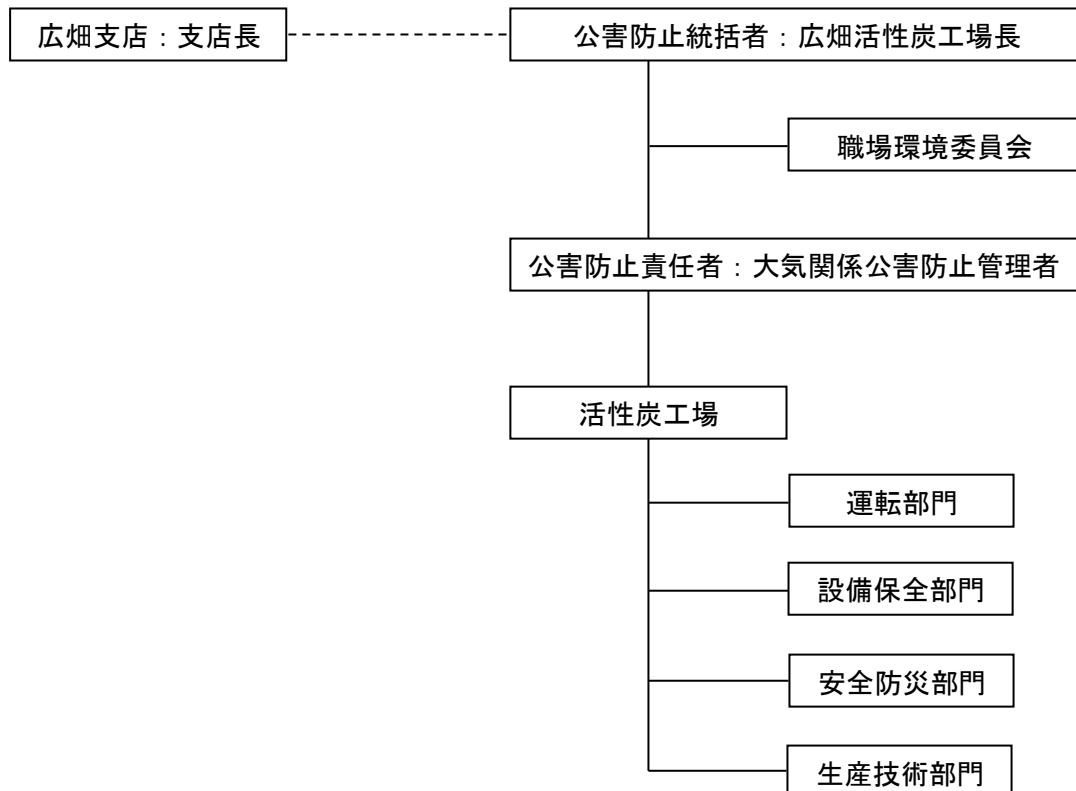 広畑支店：支店長
公害防止統括者：広畑活性炭工場長
職場環境委員会
公害防止責任者：大気関係公害防止管理者
活性炭工場
運転部門
設備保全部門
安全防災部門
生産技術部門